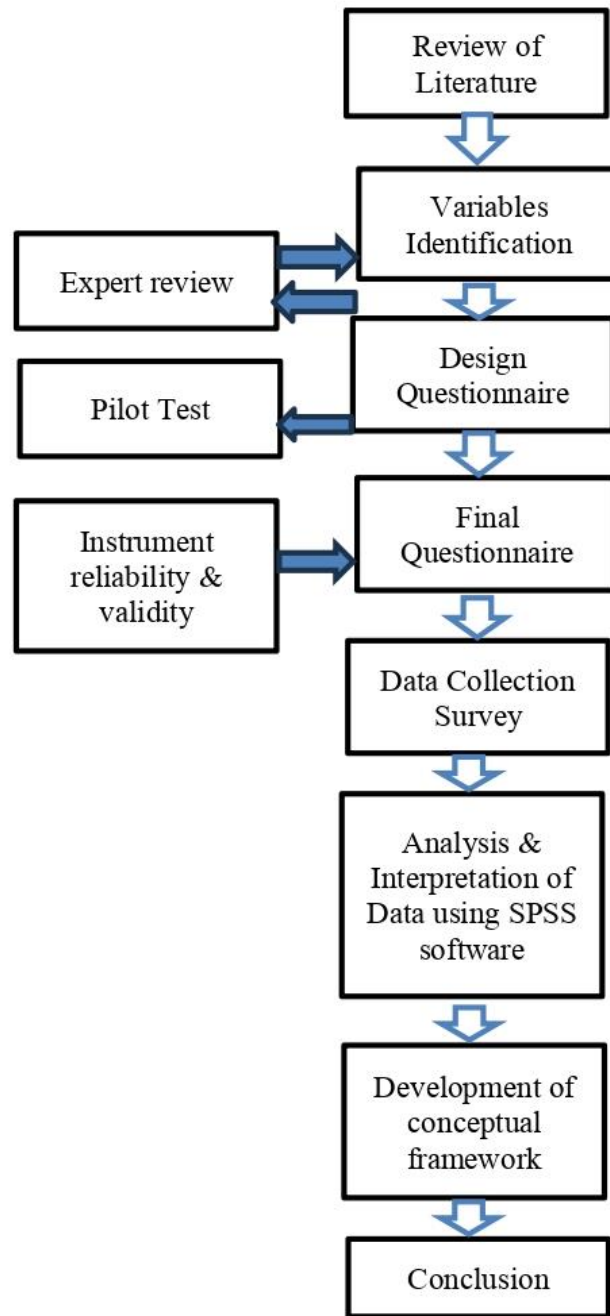 Review of
Literature
Variables
Identification
Expert review
Design
Questionnaire
Pilot Test
Final
Questionnaire
Instrument
reliability &
validity
Data Collection
Survey
Analysis &
Interpretation of
Data using SPSS
software
Development of
conceptual
framework
Conclusion